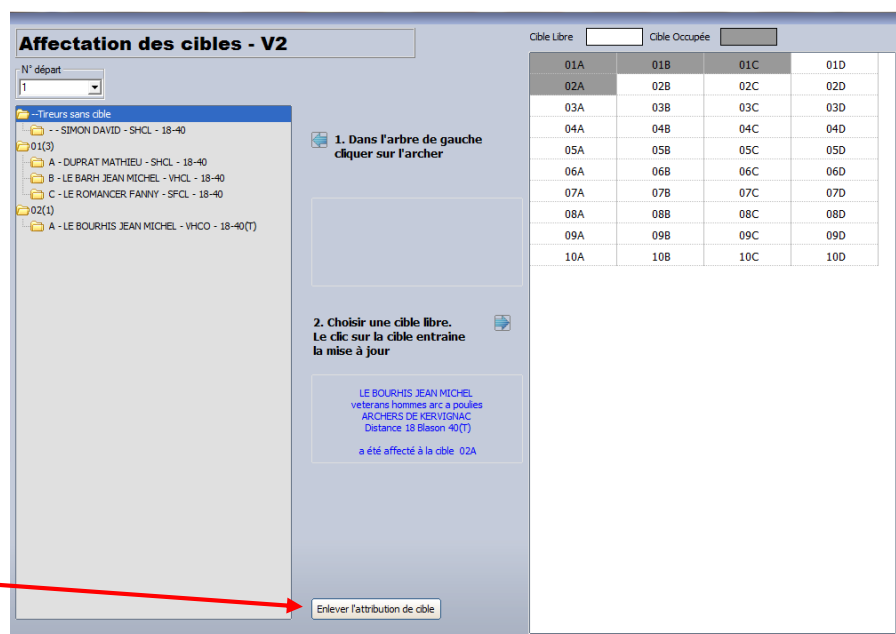 Affectation des cibles - V2
N° départ
1
--Tireurs sans cible
- - SIMON DAVID - SHCL - 18-40
01(3)
A - DUPRAT MATHIEU - SHCL - 18-40
B - LE BARH JEAN MICHEL - VHCL - 18-40
C - LE ROMANCER FANNY - SFCL - 18-40
02(1)
A - LE BOURHIS JEAN MICHEL - VHCO - 18-40(T)
1. Dans l'arbre de gauche
cliquer sur l'archer
2. Choisir une cible libre.
Le clic sur la cible entraine
la mise à jour
LE BOURHIS JEAN MICHEL
veterans hommes arc a poulies
ARCHERS DE KERVIGNAC
Distance 18 Blason 40(T)
a été affecté à la cible 02A
Enlever l'attribution de cible
Cible Libre Cible Occupée
01A 01B 01C 01D
02A 02B 02C 02D
03A 03B 03C 03D
04A 04B 04C 04D
05A 05B 05C 05D
06A 06B 06C 06D
07A 07B 07C 07D
08A 08B 08C 08D
09A 09B 09C 09D
10A 10B 10C 10D